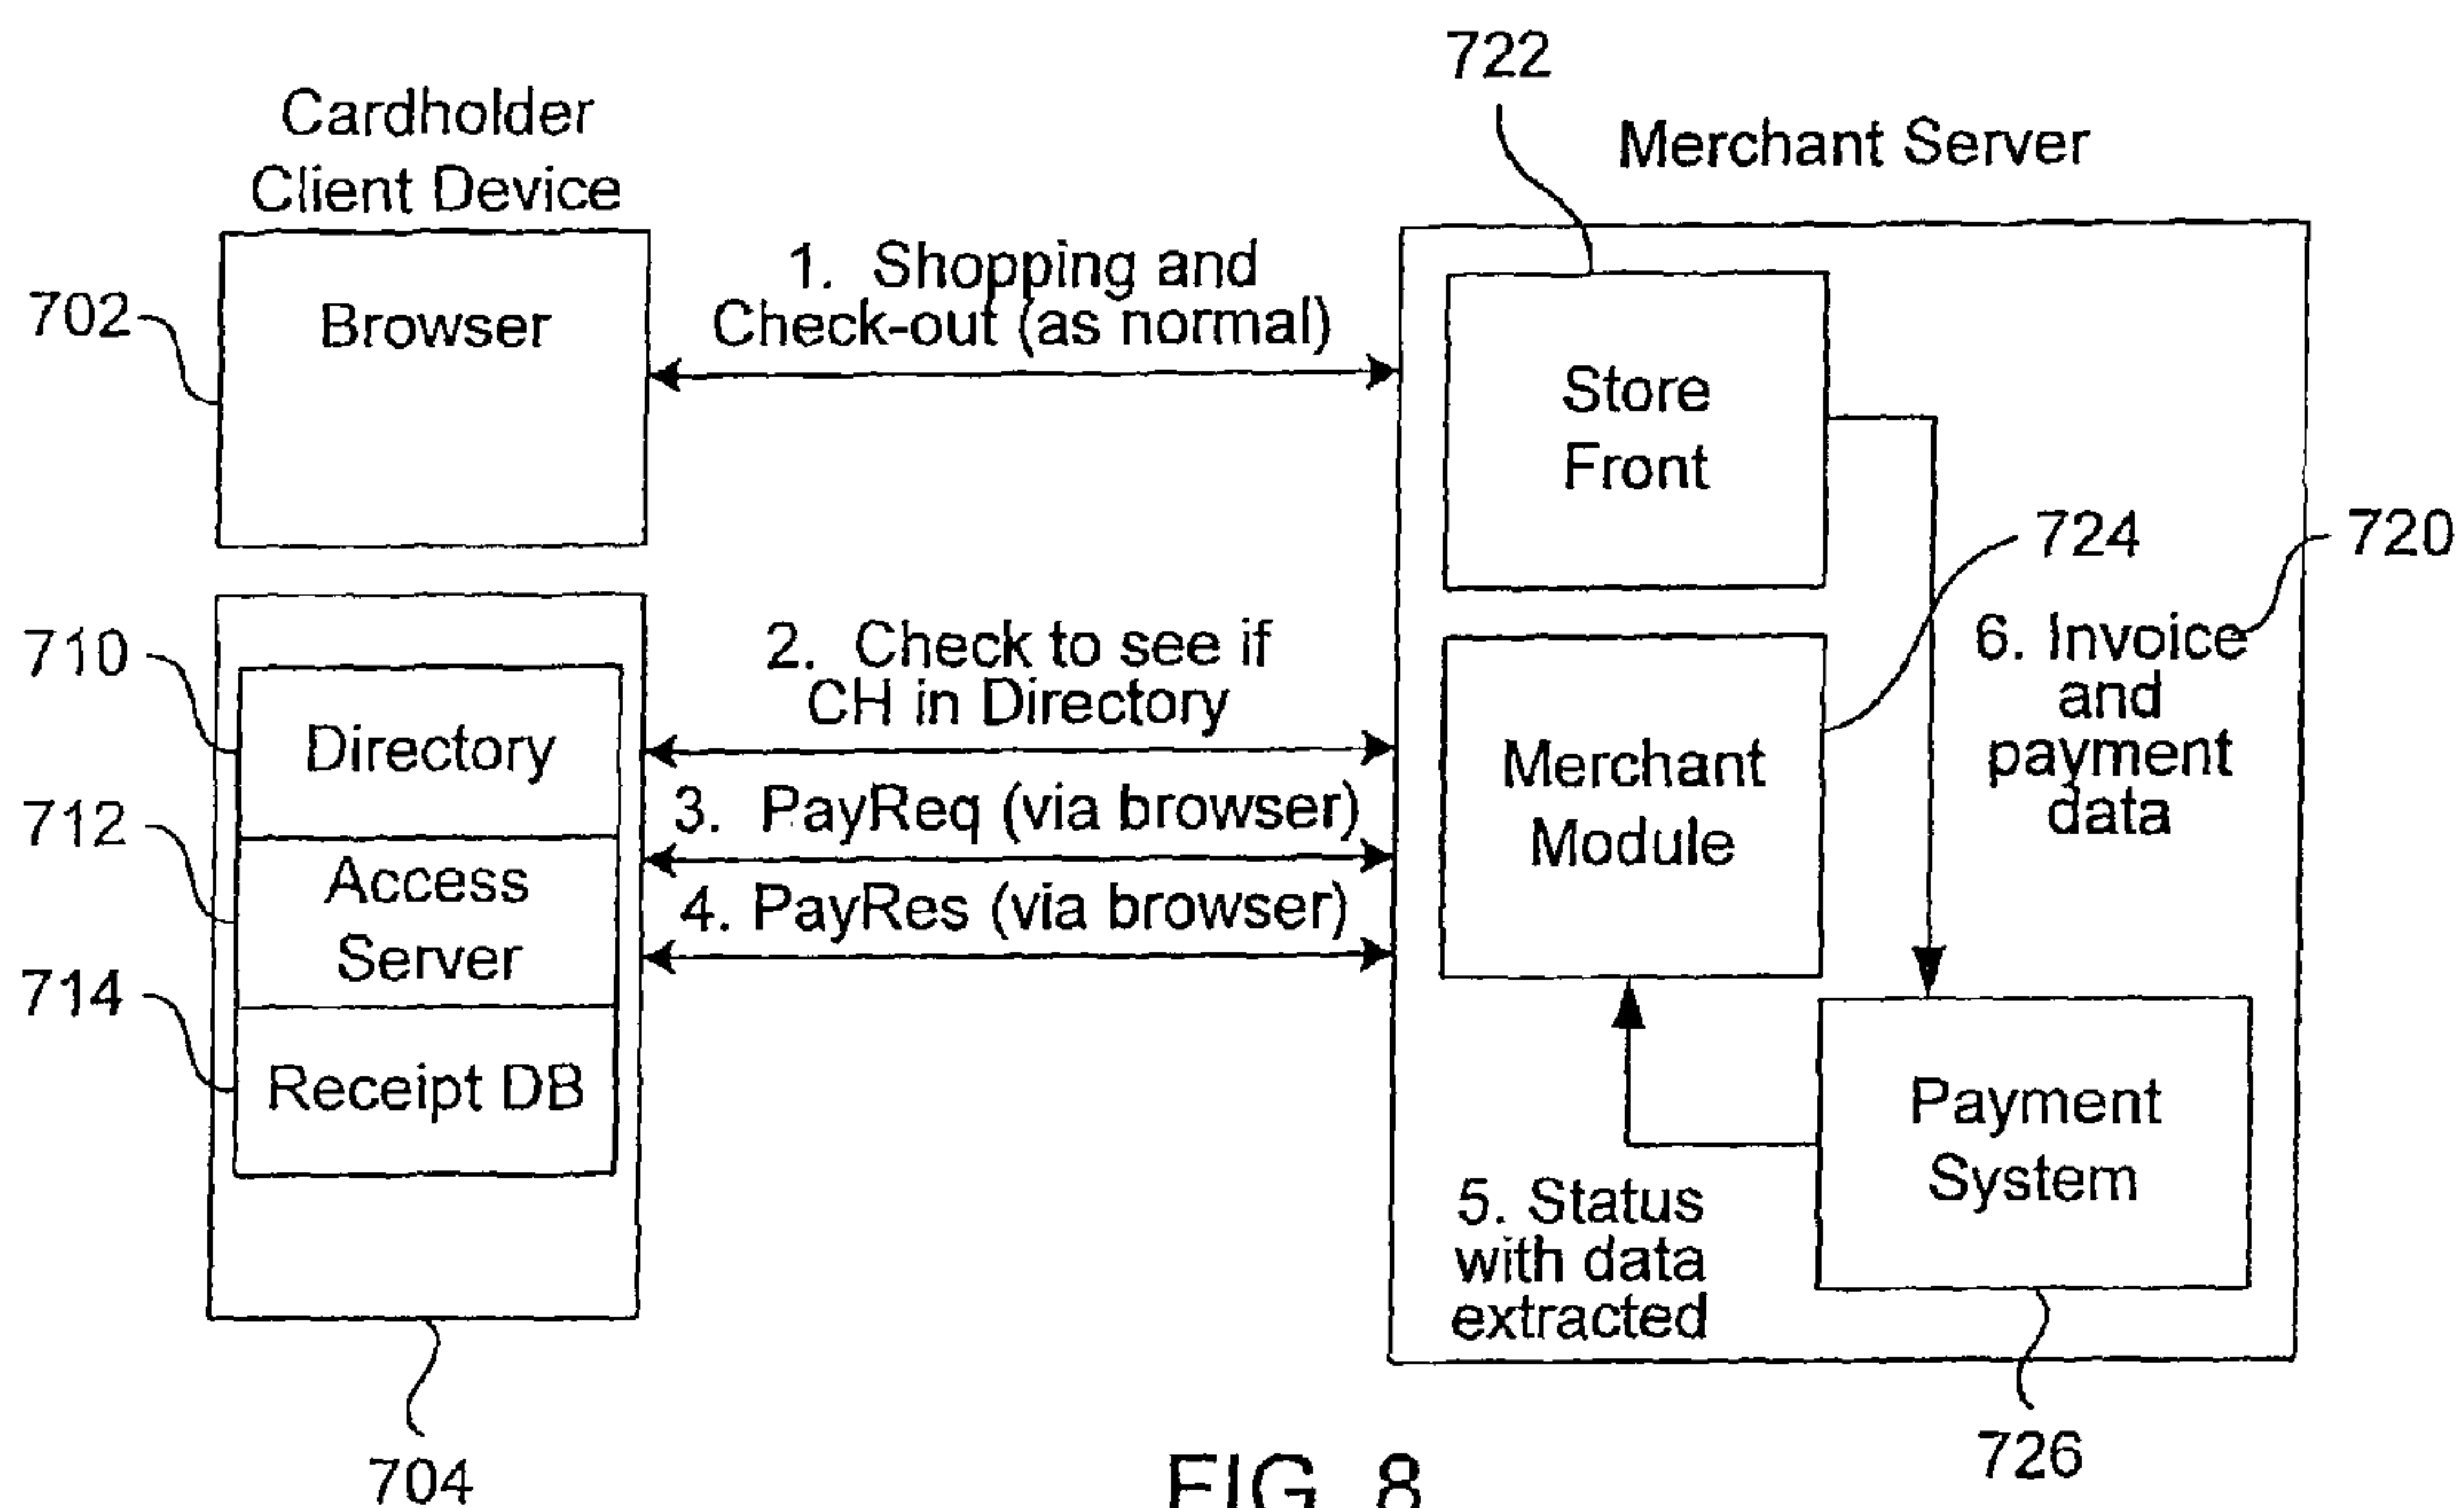 722
Cardholder
Client Device
Merchant Server
702
Browser
1. Shopping and
Check-out (as normal)
Store
Front
724
720
710
Directory
2. Check to see if
CH in Directory
6. Invoice
and
payment
data
712
Access
Server
3. PayReq (via browser)
Merchant
Module
4. PayRes (via browser)
714
Receipt DB
Payment
System
5. Status
with data
extracted
704
726
FIG. 8